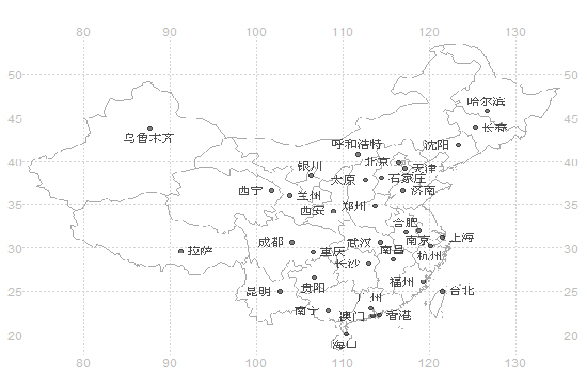 80 90 100 110 120 130
50 50
哈尔滨
45 45
长春
乌鲁木齐
呼和浩特 沈阳
40 北京 40
银川 天津
太原 石家庄
西宁 兰州 济南
35 西安 郑州 35
合肥
成都 武汉 南京 上海
30 拉萨 重庆 南昌 杭州 30
长沙
贵阳 福州
25 昆明 台北 25
广州
南宁 澳门 香港
20 20
海口
80 90 100 110 120 130